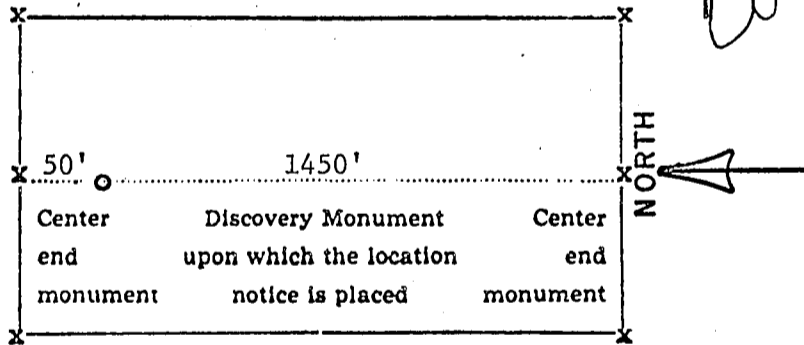 50' 1450'
NORTH
Center Discovery Monument Center
end upon which the location end
monument notice is placed monument